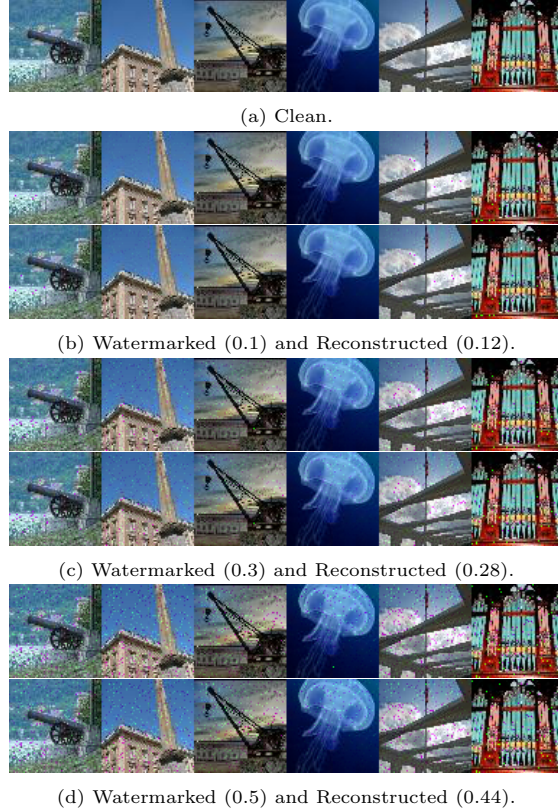 (a) Clean.
(b) Watermarked (0.1) and Reconstructed (0.12).
(c) Watermarked (0.3) and Reconstructed (0.28).
(d) Watermarked (0.5) and Reconstructed (0.44).